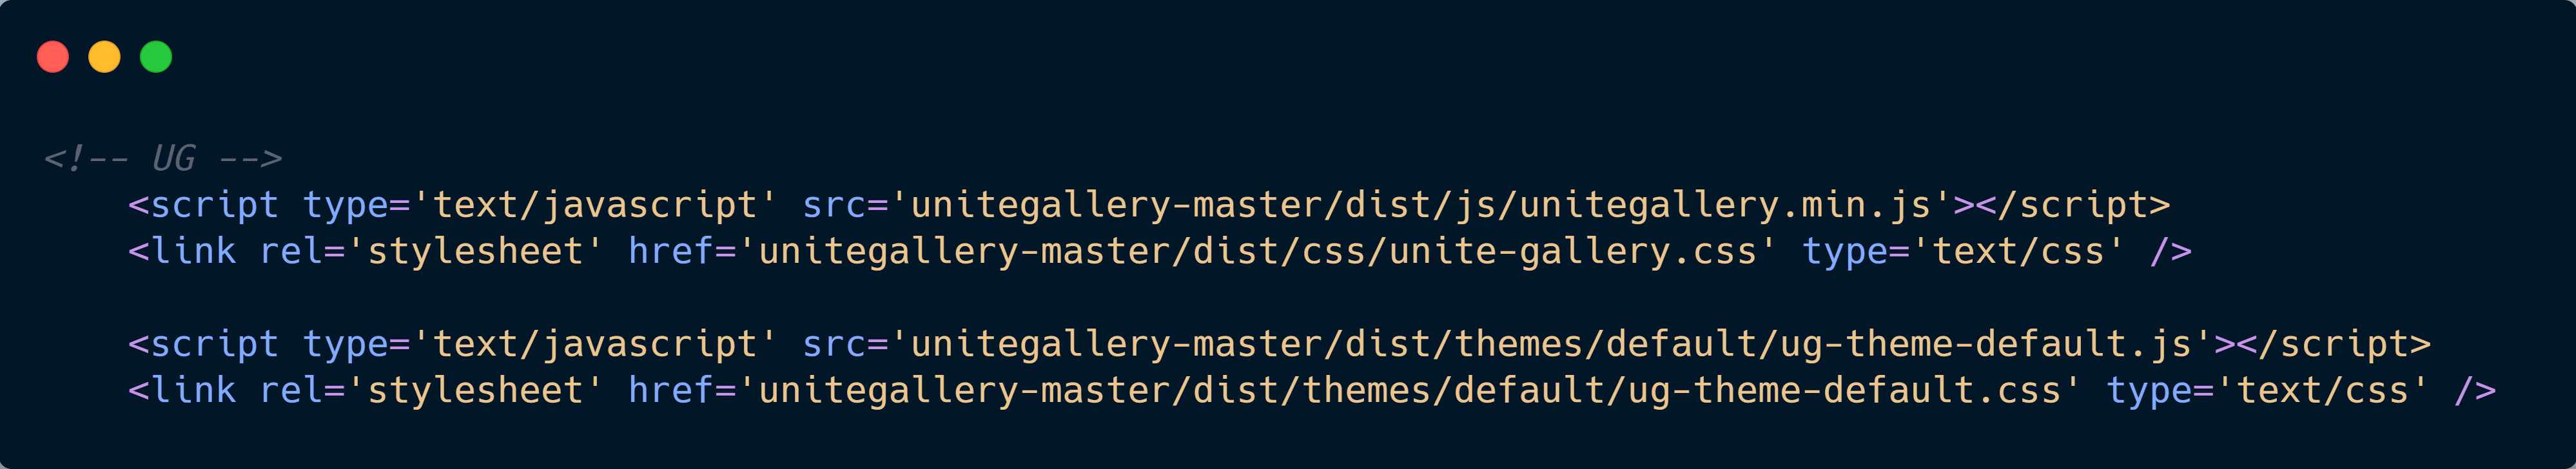 <!-- UG -->
<script type='text/javascript' src='unitegallery-master/dist/js/unitegallery.min.js'></script>
<link rel='stylesheet' href='unitegallery-master/dist/css/unite-gallery.css' type='text/css' />
<script type='text/javascript' src='unitegallery-master/dist/themes/default/ug-theme-default.js'></script>
<link rel='stylesheet' href='unitegallery-master/dist/themes/default/ug-theme-default.css' type='text/css' />